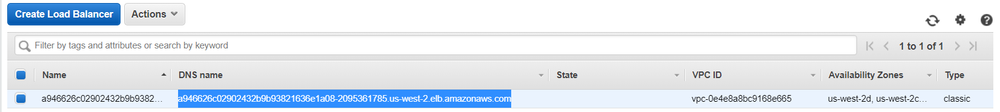 Create Load Balancer Actions
Filter by tags and attributes or search by keyword 1 to 1 of 1
Name DNS name State VPC ID Availability Zones Type
a946626c02902432b9b9382... a946626c02902432b9b93821636e1a08-2095361785.us-west-2.elb.amazonaws.com vpc-0e4e8a8bc9168e665 us-west-2d, us-west-2c... classic